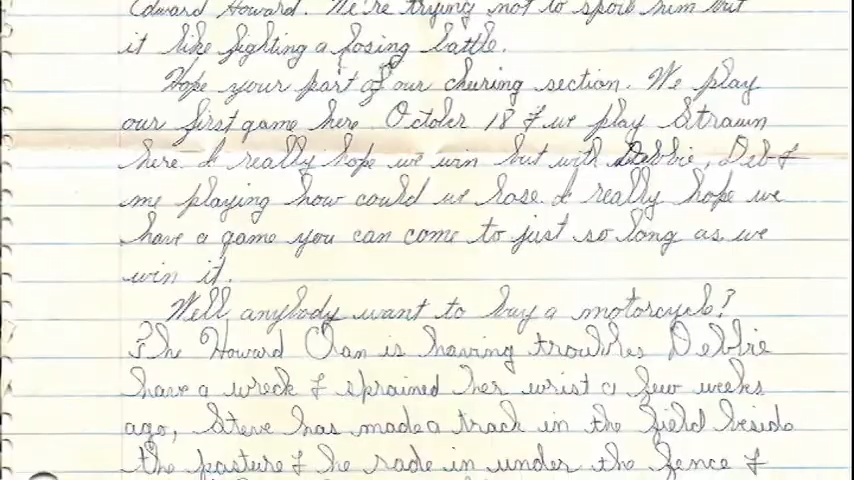 Edward Howard. We're trying not to spoil him but
it like fighting a losing battle.
Hope your part of our cheering section. We play
our first game here October 18 & we play Strawn
here. I really hope we win but with Debbie, Deb &
me playing how could we lose. I really hope we
have a game you can come to just so long as we
win it.
Well anybody want to buy a motorcycle?
The Howard Clan is having troubles Debbie
have a wreck & sprained her wrist a few weeks
ago, Steve has made a track in the field beside
the pasture & he rode in under the fence &